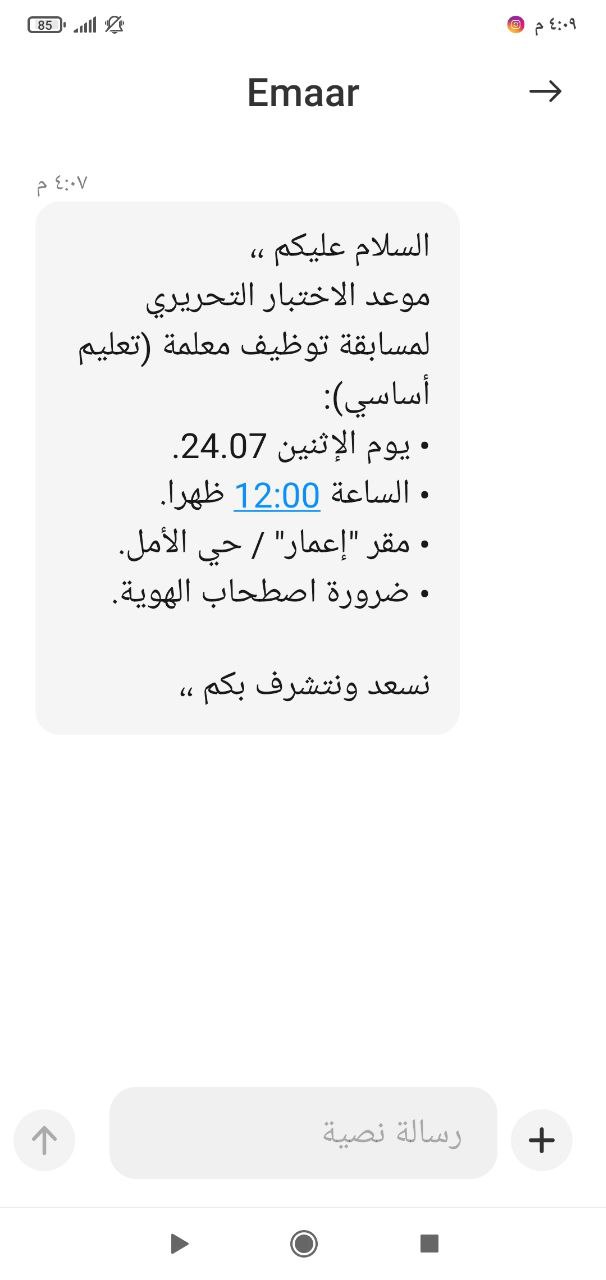 85
٤:٠٩ م
Emaar
٤:٠٧ م
السلام عليكم ،،
موعد الاختبار التحريري
لمسابقة توظيف معلمة (تعليم
أساسي):
• يوم الإثنين 24.07.
• الساعة 12:00 ظهرا.
• مقر "إعمار" / حي الأمل.
• ضرورة اصطحاب الهوية.
نسعد ونتشرف بكم ،،
رسالة نصية